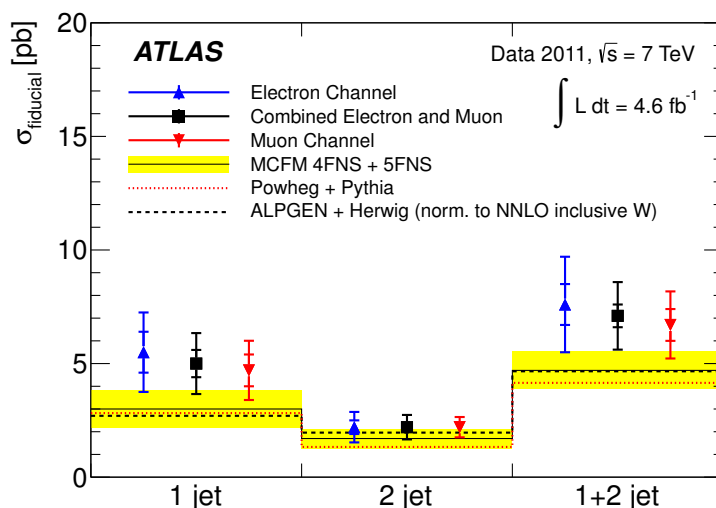 σfiducial [pb]
20
15
10
5
0
ATLAS
Data 2011, √s = 7 TeV
∫ L dt = 4.6 fb⁻¹
Electron Channel
Combined Electron and Muon
Muon Channel
MCFM 4FNS + 5FNS
Powheg + Pythia
ALPGEN + Herwig (norm. to NNLO inclusive W)
1 jet
2 jet
1+2 jet